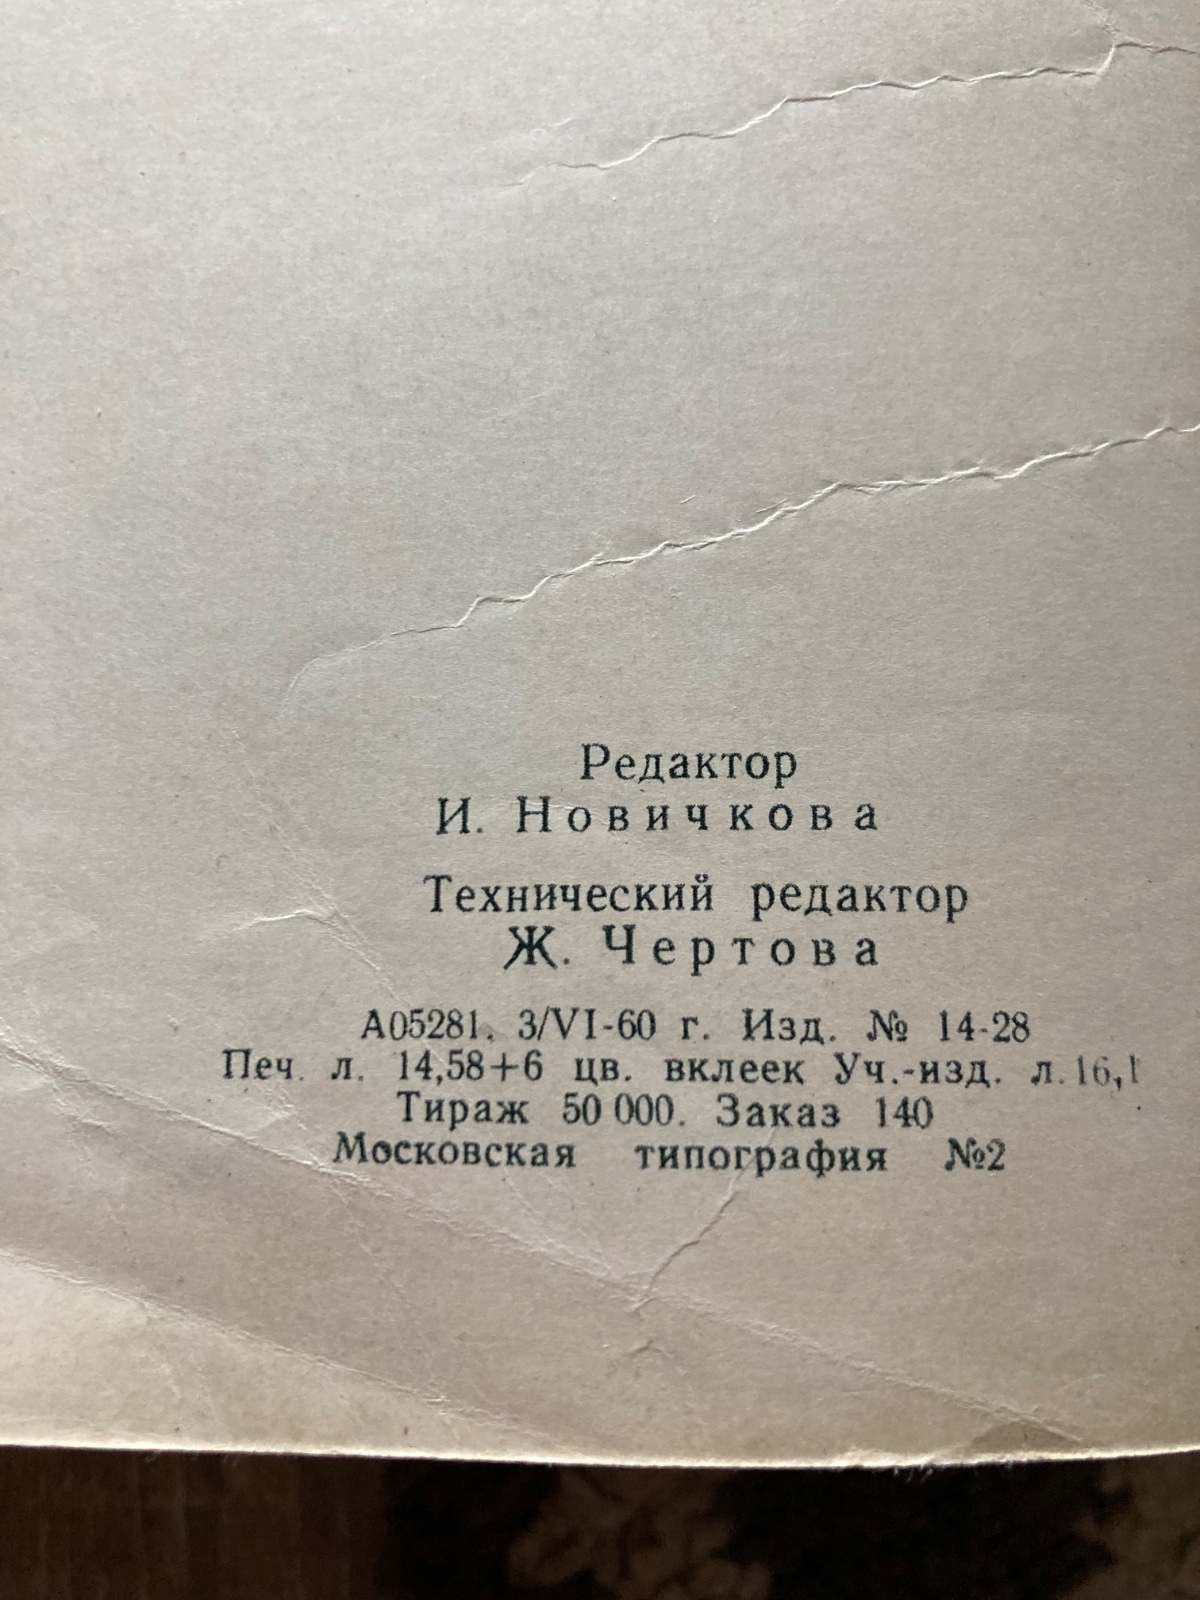 Редактор
И. Новичкова
Технический редактор
Ж. Чертова
А05281. 3/VI-60 г. Изд. № 14-28
Печ. л. 14,58+6 цв. вклеек Уч.-изд. л. 16,1
Тираж 50 000. Заказ 140
Московская типография №2